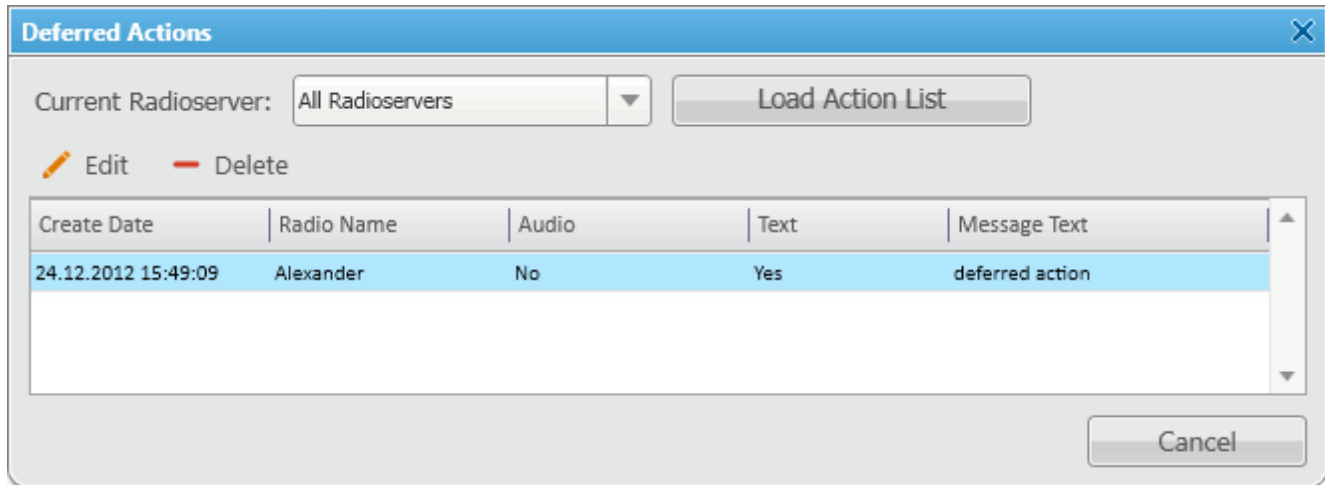 Deferred Actions
Current Radioserver: All Radioservers Load Action List
Edit Delete
Create Date Radio Name Audio Text Message Text
24.12.2012 15:49:09 Alexander No Yes deferred action
Cancel